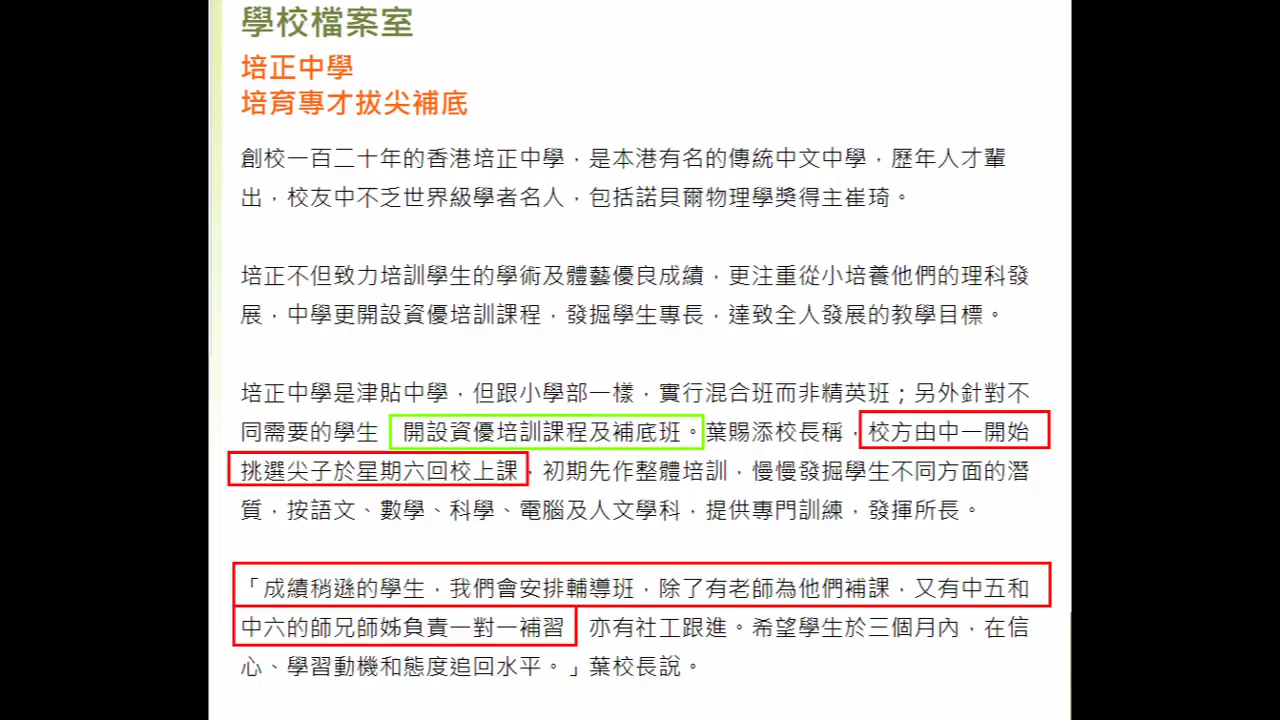 學校檔案室
培正中學
培育專才拔尖補底
創校一百二十年的香港培正中學，是本港有名的傳統中文中學，歷年人才輩
出，校友中不乏世界級學者名人，包括諾貝爾物理學獎得主崔琦。
培正不但致力培訓學生的學術及體藝優良成績，更注重從小培養他們的理科發
展，中學更開設資優培訓課程，發掘學生專長，達致全人發展的教學目標。
培正中學是津貼中學，但跟小學部一樣，實行混合班而非精英班；另外針對不
同需要的學生 開設資優培訓課程及補底班。葉賜添校長稱，校方由中一開始
挑選尖子於星期六回校上課，初期先作整體培訓，慢慢發掘學生不同方面的潛
質，按語文、數學、科學、電腦及人文學科，提供專門訓練，發揮所長。
「成績稍遜的學生，我們會安排輔導班，除了有老師為他們補課，又有中五和
中六的師兄師姊負責一對一補習 亦有社工跟進。希望學生於三個月內，在信
心、學習動機和態度追回水平。」葉校長說。